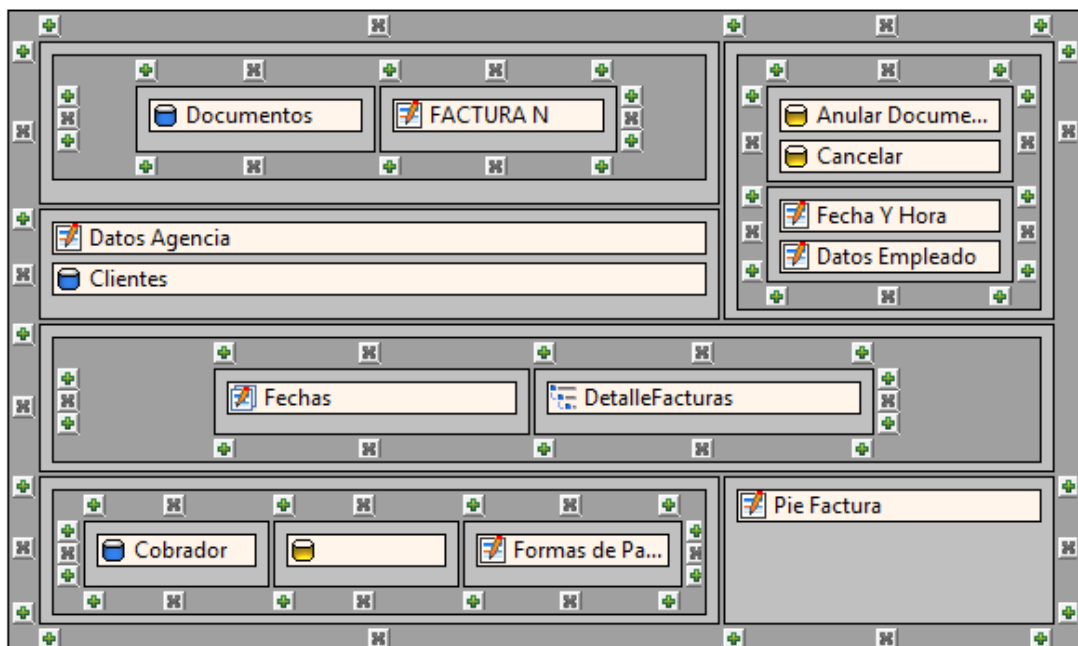 Documentos
FACTURA N
Anular Docume...
Cancelar
Fecha Y Hora
Datos Empleado
Datos Agencia
Clientes
Fechas
DetalleFacturas
Cobrador
Formas de Pa...
Pie Factura